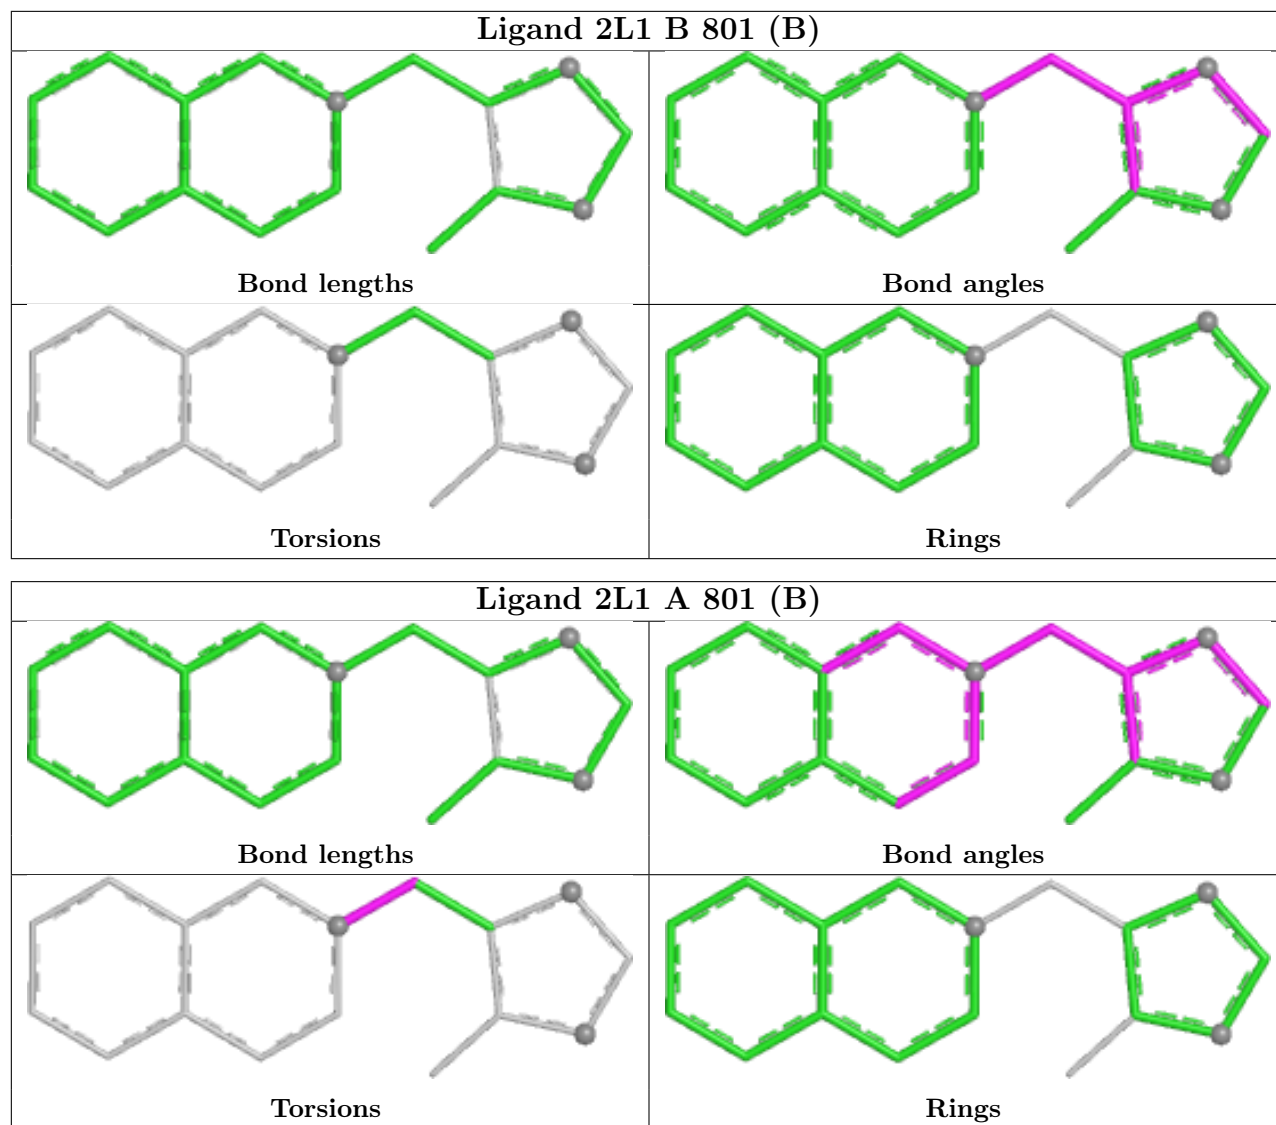 Ligand 2L1 B 801 (B)
Bond lengths
Bond angles
Torsions
Rings
Ligand 2L1 A 801 (B)
Bond lengths
Bond angles
Torsions
Rings